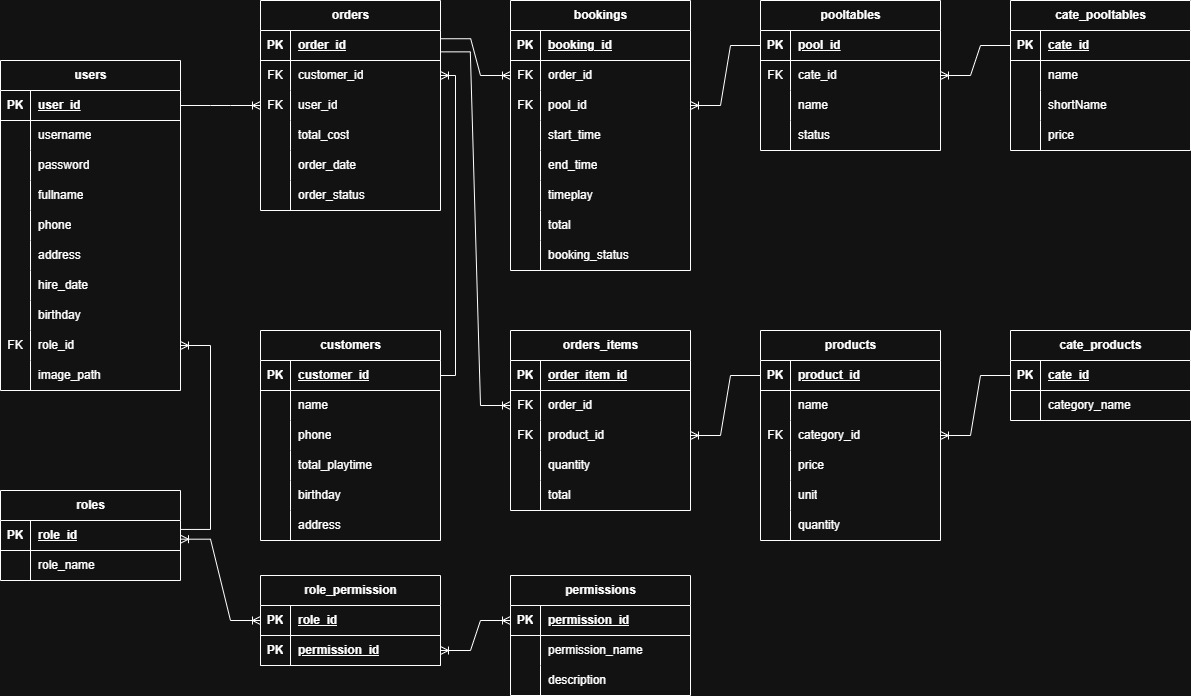 users
PK user_id
username
password
fullname
phone
address
hire_date
birthday
FK role_id
image_path
roles
PK role_id
role_name
orders
PK order_id
FK customer_id
FK user_id
total_cost
order_date
order_status
customers
PK customer_id
name
phone
total_playtime
birthday
address
role_permission
PK role_id
PK permission_id
bookings
PK booking_id
FK order_id
FK pool_id
start_time
end_time
timeplay
total
booking_status
orders_items
PK order_item_id
FK order_id
FK product_id
quantity
total
permissions
PK permission_id
permission_name
description
pooltables
PK pool_id
FK cate_id
name
status
products
PK product_id
name
FK category_id
price
unit
quantity
cate_pooltables
PK cate_id
name
shortName
price
cate_products
PK cate_id
category_name